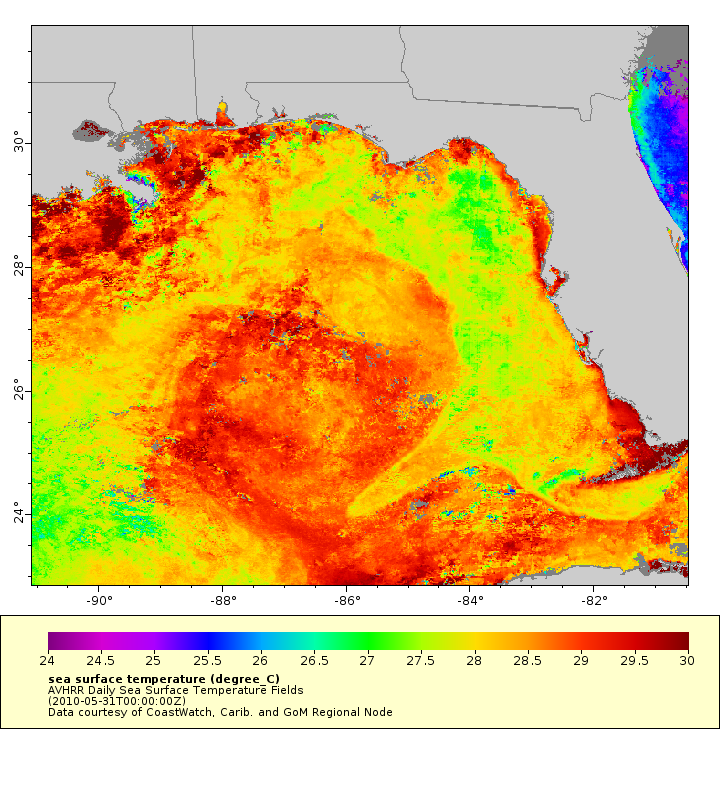 30°
28°
26°
24°
-90 -88 -86 -84 -82
24 24.5 25 25.5 26 26.5 27 27.5 28 28.5 29 29.5 30
sea surface temperature (degree_C)
AVHRR Daily Sea Surface Temperature Fields
(2010-05-31T00:00:00Z)
Data courtesy of CoastWatch, Carib. and GoM Regional Node